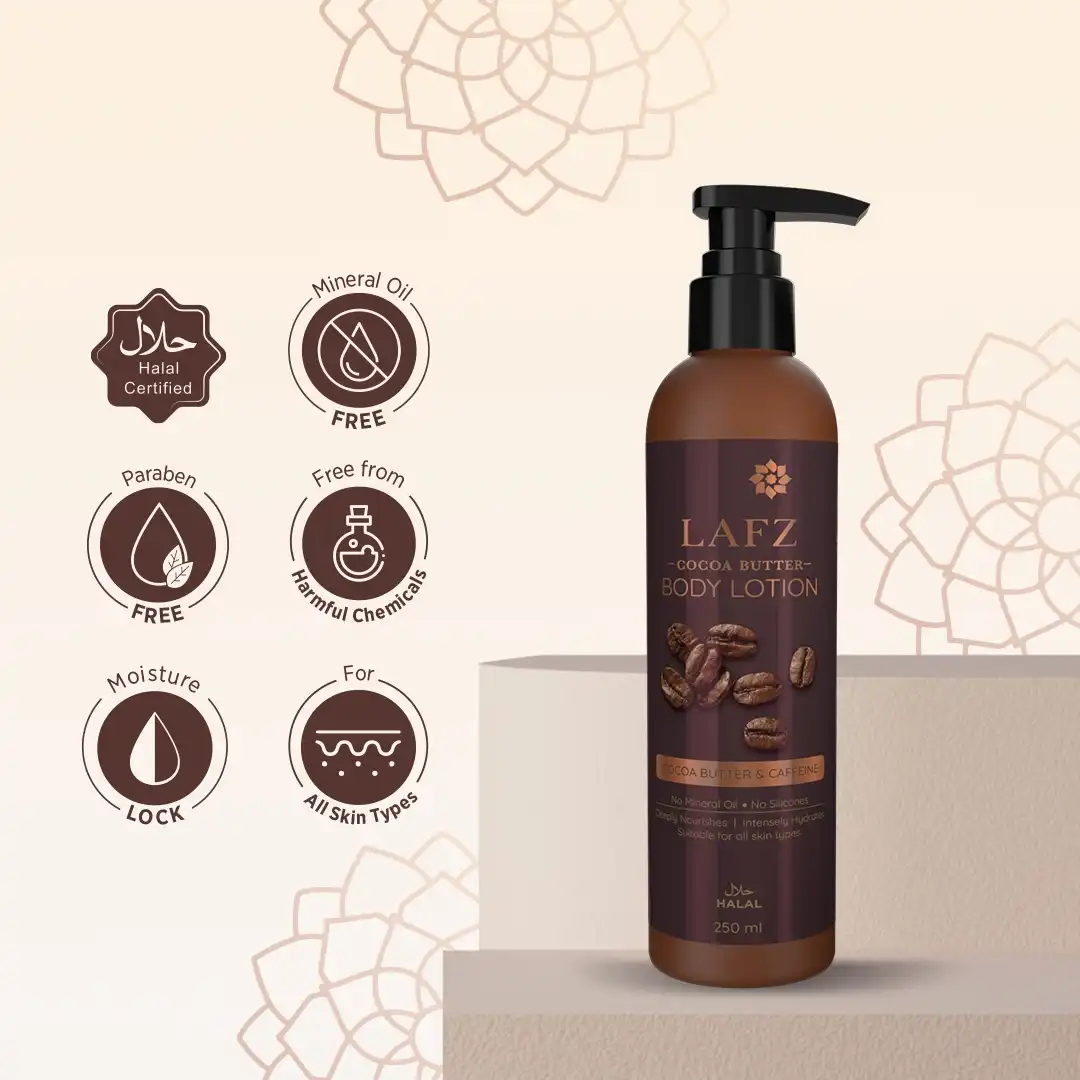 حلال
Halal
Certified
Mineral Oil
FREE
Paraben
FREE
Free from
Harmful Chemicals
Moisture
LOCK
For
All Skin Types
LAFZ
COCOA BUTTER
BODY LOTION
COCOA BUTTER & CAFFEINE
No Mineral Oil • No Silicones
Deeply Nourishes | Intensely Hydrates
Suitable for all skin types
حلال
HALAL
250 ml